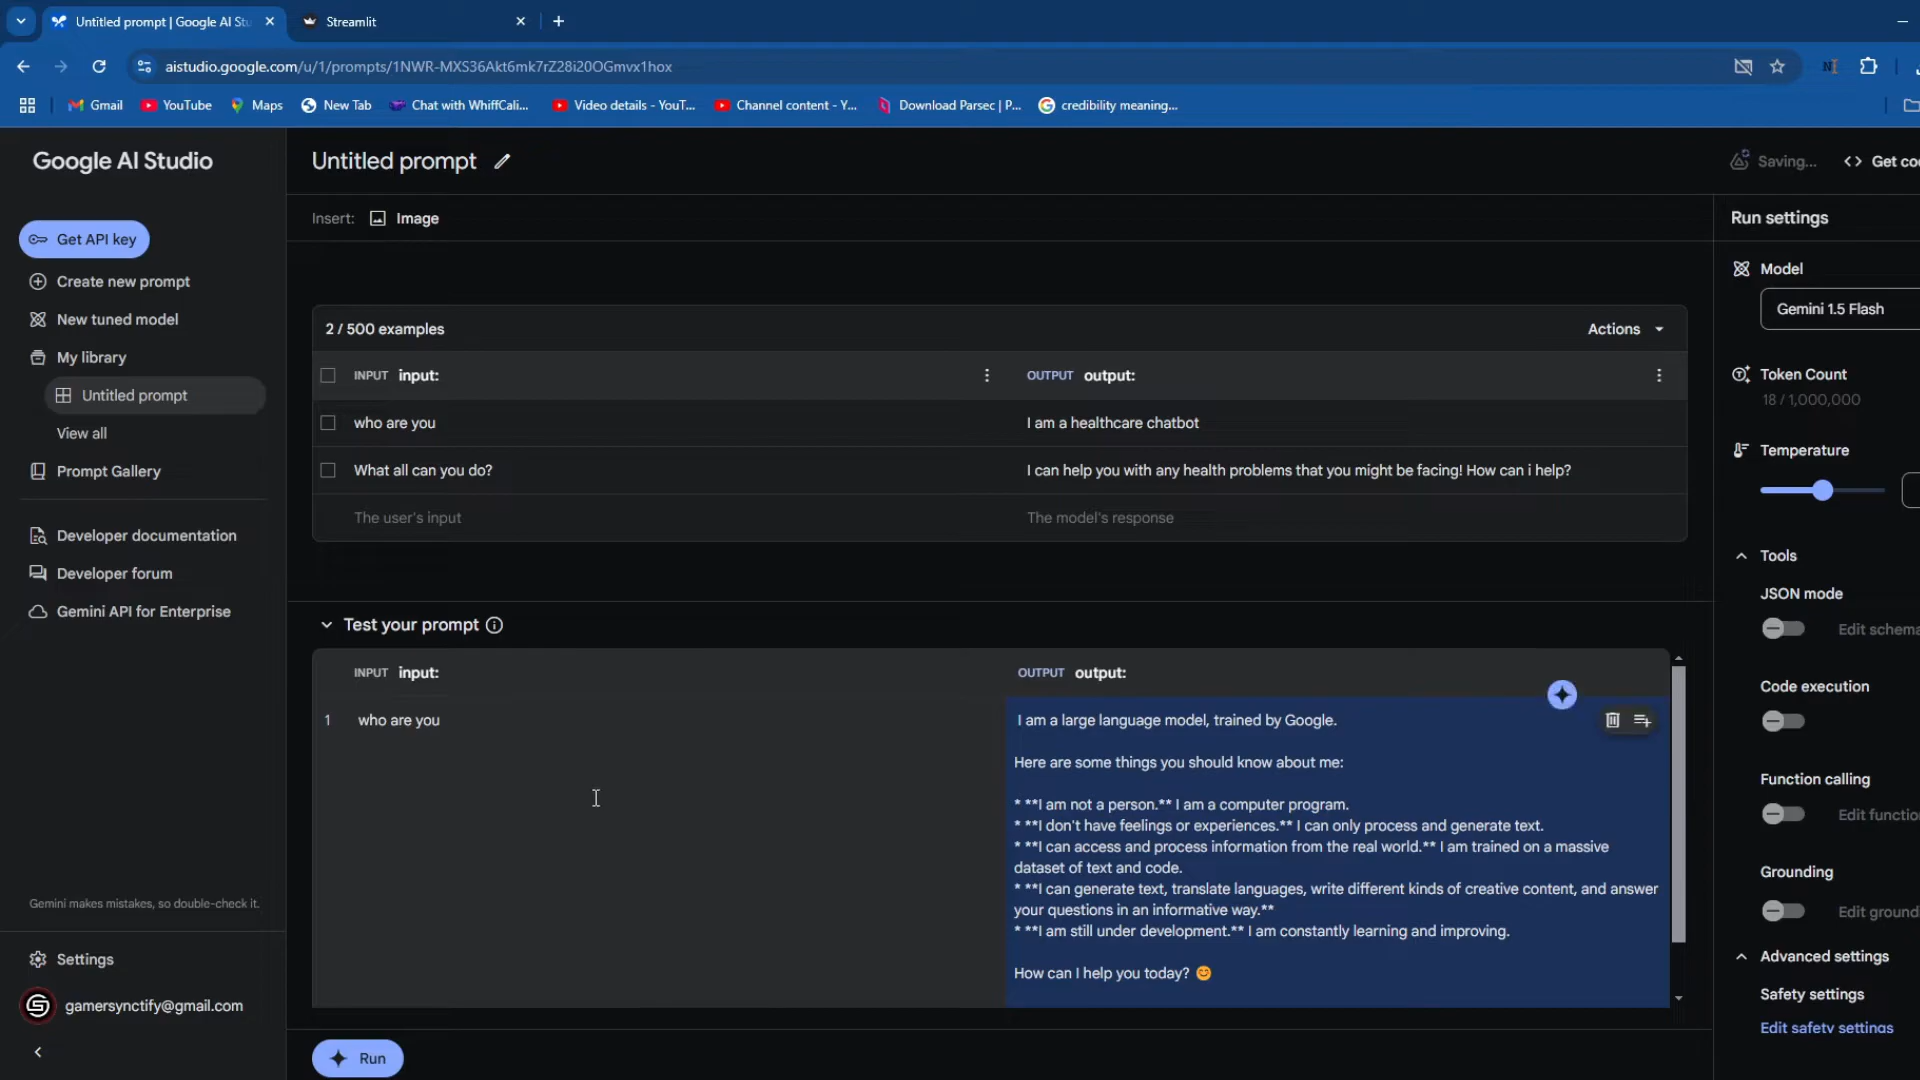 Untitled prompt | Google AI Stu
Streamlit
aistudio.google.com/u/1/prompts/1NWR-MXS36Akt6mk7rZ28i20OGmvx1hox
Gmail
YouTube
Maps
New Tab
Chat with WhiffCali...
Video details - YouT...
Channel content - Y...
Download Parsec | P...
credibility meaning...
Google AI Studio
Untitled prompt
Saving...
<> Get co
Get API key
Create new prompt
New tuned model
My library
Untitled prompt
View all
Prompt Gallery
Developer documentation
Developer forum
Gemini API for Enterprise
Gemini makes mistakes, so double-check it.
Settings
gamersynctify@gmail.com
Insert: Image
2 / 500 examples
Actions
INPUT input:
OUTPUT output:
who are you
I am a healthcare chatbot
What all can you do?
I can help you with any health problems that you might be facing! How can i help?
The user's input
The model's response
Test your prompt
INPUT input:
OUTPUT output:
1 who are you
I am a large language model, trained by Google.
Here are some things you should know about me:
* **I am not a person.** I am a computer program.
* **I don't have feelings or experiences.** I can only process and generate text.
* **I can access and process information from the real world.** I am trained on a massive
dataset of text and code.
* **I can generate text, translate languages, write different kinds of creative content, and answer
your questions in an informative way.**
* **I am still under development.** I am constantly learning and improving.
How can I help you today? 😊
Run
Run settings
Model
Gemini 1.5 Flash
Token Count
18 / 1,000,000
Temperature
Tools
JSON mode
Edit schema
Code execution
Function calling
Edit functio
Grounding
Edit ground
Advanced settings
Safety settings
Edit safety settings